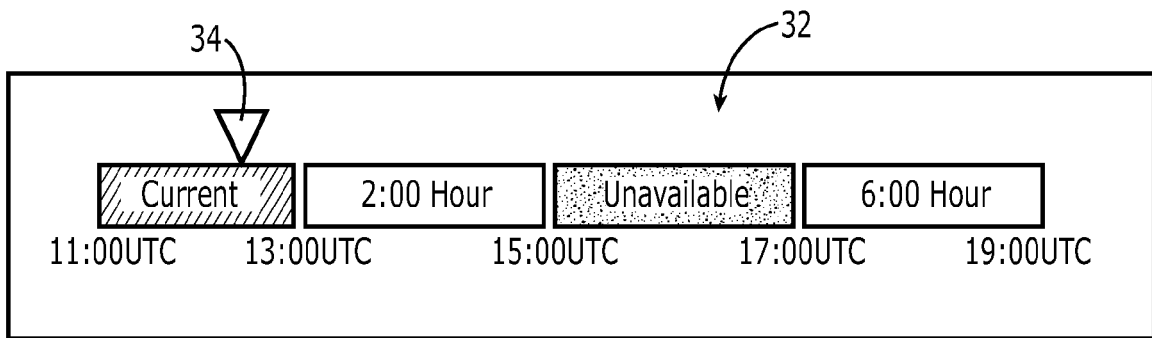 34
32
Current
2:00 Hour
Unavailable
6:00 Hour
11:00UTC
13:00UTC
15:00UTC
17:00UTC
19:00UTC